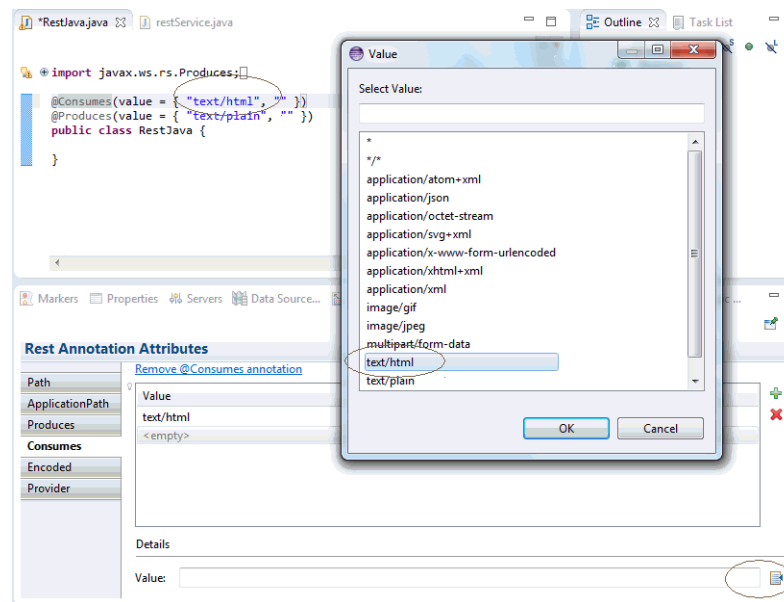 *RestJava.java
restService.java
Outline
Task List
import javax.ws.rs.Produces;
@Consumes(value = { "text/html", "" })
@Produces(value = { "text/plain", "" })
public class RestJava {
}
Value
Select Value:
*
*/*
application/atom+xml
application/json
application/octet-stream
application/svg+xml
application/x-www-form-urlencoded
application/xhtml+xml
application/xml
image/gif
image/jpeg
multipart/form-data
text/html
text/plain
OK
Cancel
Markers
Properties
Servers
Data Source...
Rest Annotation Attributes
Remove @Consumes annotation
Path
ApplicationPath
Produces
Consumes
Encoded
Provider
Value
text/html
<empty>
Details
Value: